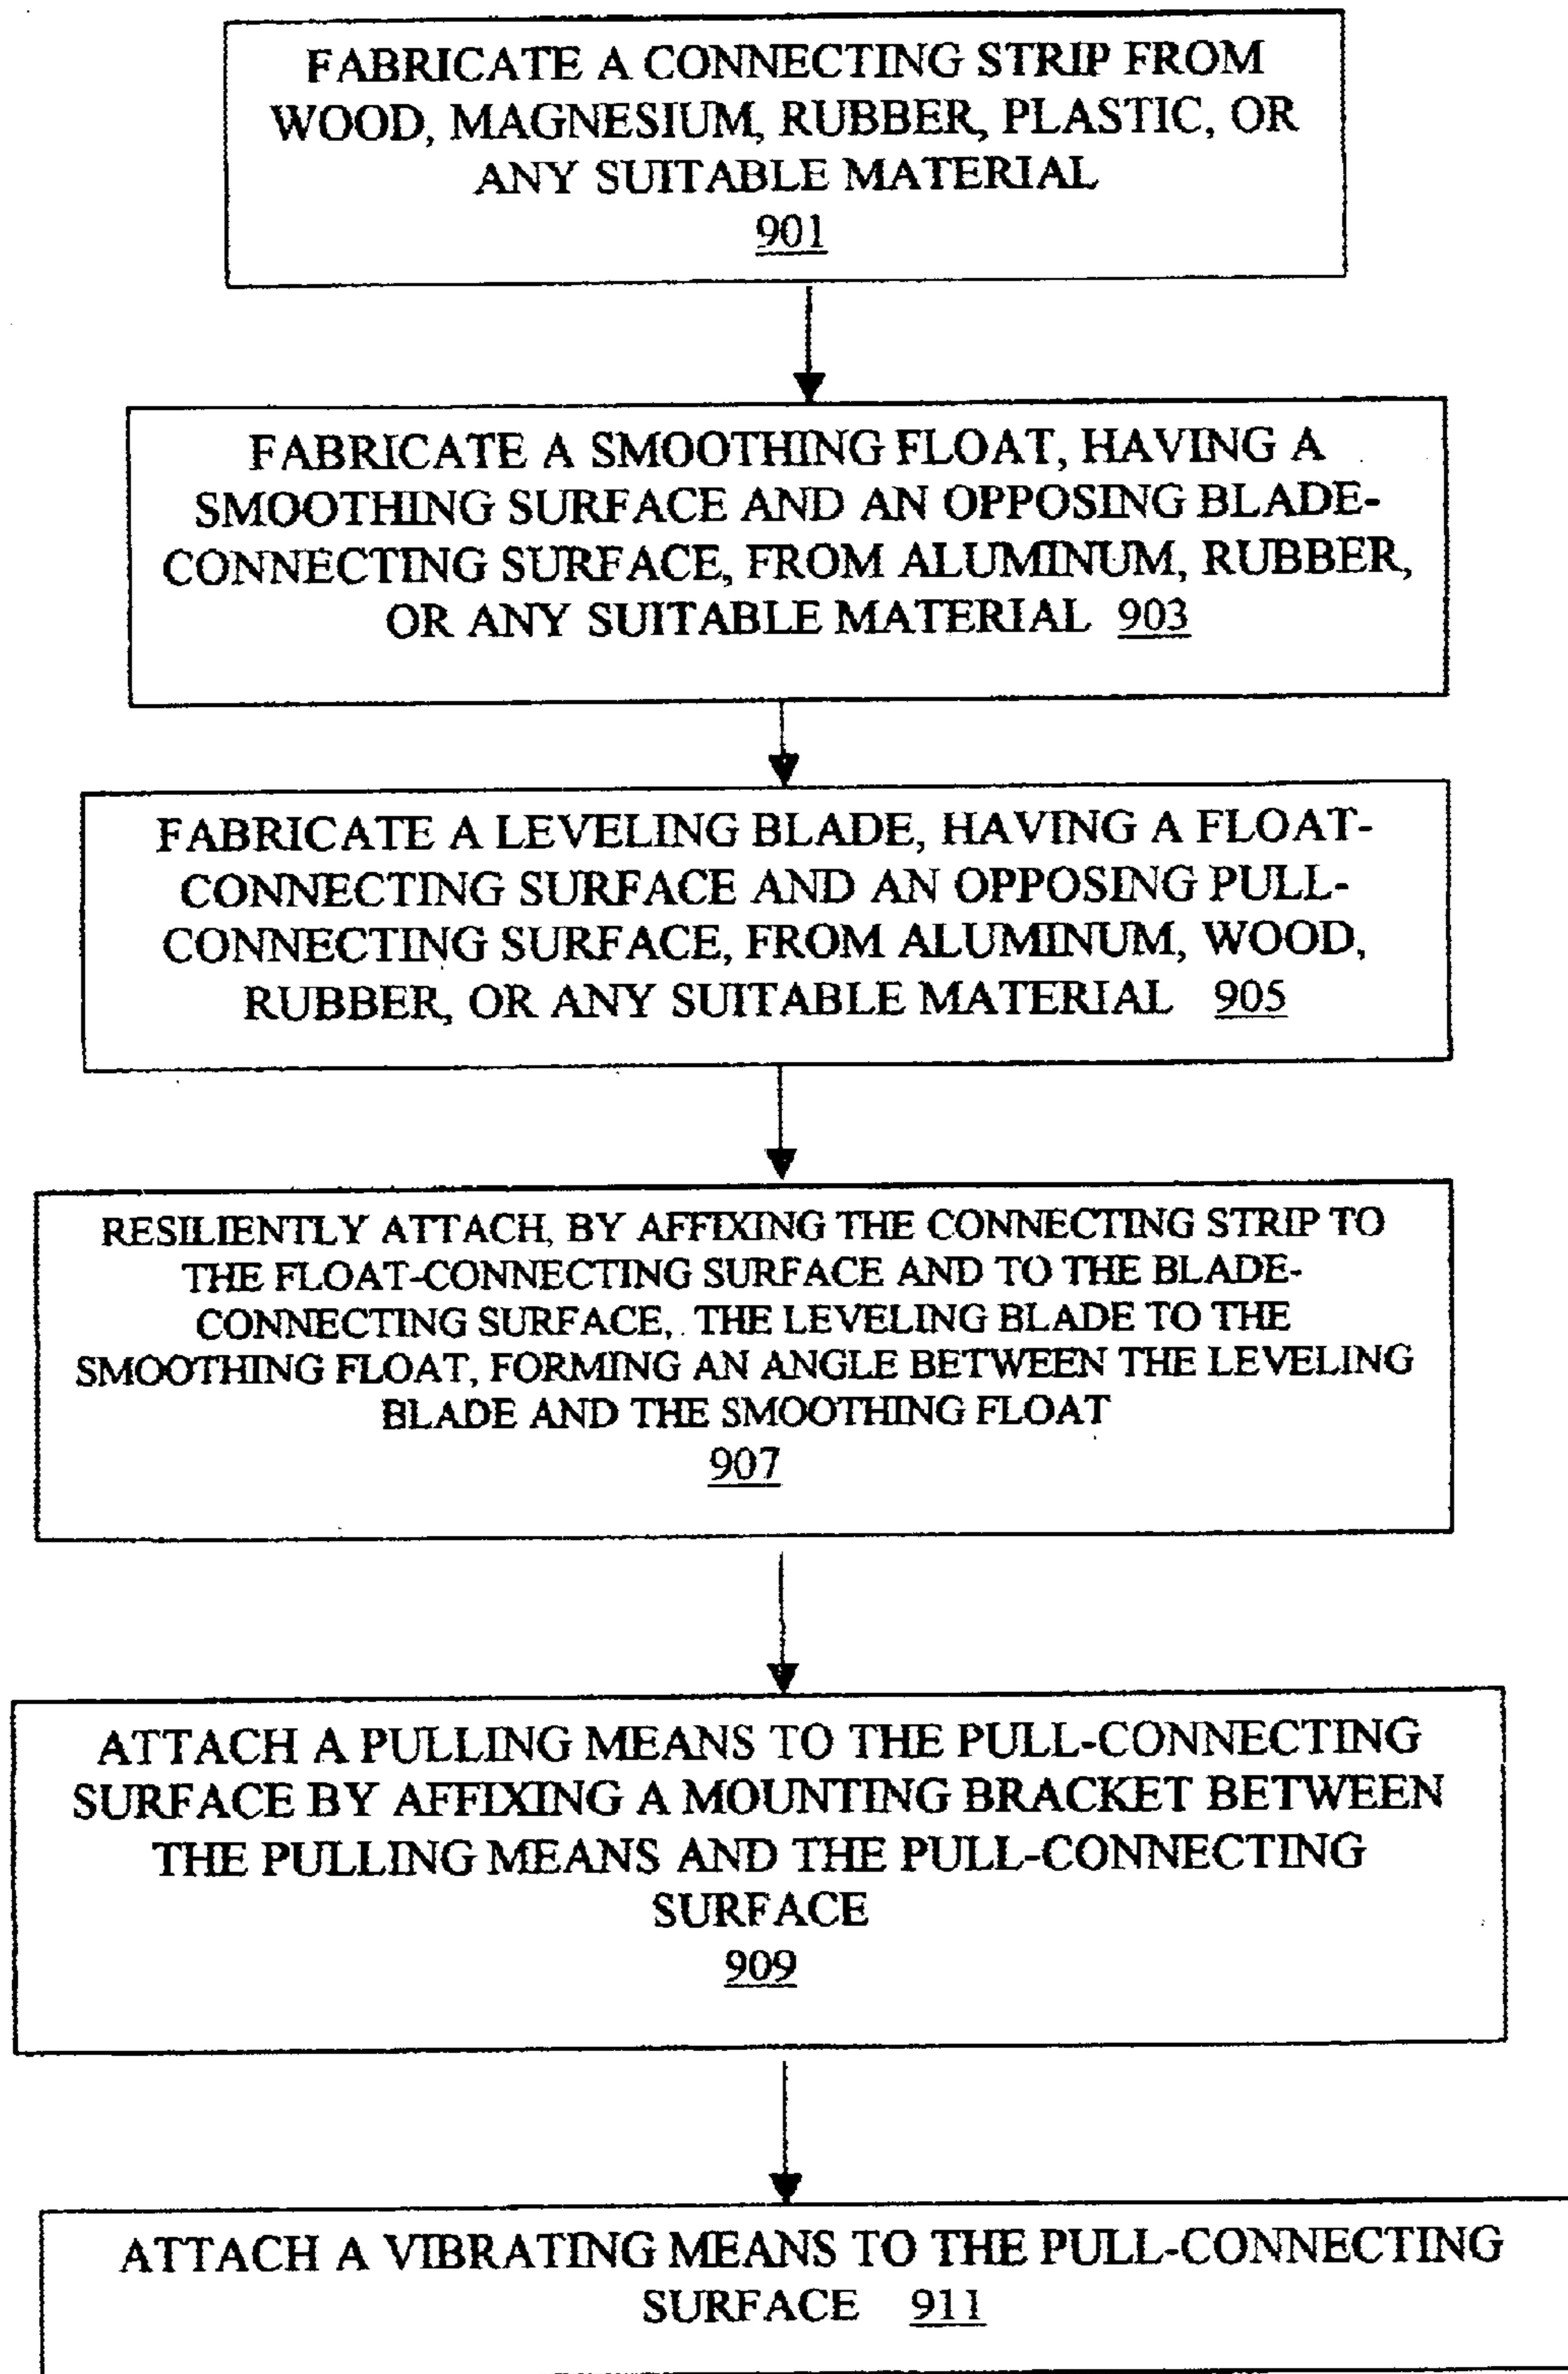 FABRICATE A CONNECTING STRIP FROM
WOOD, MAGNESIUM, RUBBER, PLASTIC, OR
ANY SUITABLE MATERIAL
901
FABRICATE A SMOOTHING FLOAT, HAVING A
SMOOTHING SURFACE AND AN OPPOSING BLADE-
CONNECTING SURFACE, FROM ALUMINUM, RUBBER,
OR ANY SUITABLE MATERIAL 903
FABRICATE A LEVELING BLADE, HAVING A FLOAT-
CONNECTING SURFACE AND AN OPPOSING PULL-
CONNECTING SURFACE, FROM ALUMINUM, WOOD,
RUBBER, OR ANY SUITABLE MATERIAL 905
RESILIENTLY ATTACH, BY AFFIXING THE CONNECTING STRIP TO
THE FLOAT-CONNECTING SURFACE AND TO THE BLADE-
CONNECTING SURFACE, THE LEVELING BLADE TO THE
SMOOTHING FLOAT, FORMING AN ANGLE BETWEEN THE LEVELING
BLADE AND THE SMOOTHING FLOAT
907
ATTACH A PULLING MEANS TO THE PULL-CONNECTING
SURFACE BY AFFIXING A MOUNTING BRACKET BETWEEN
THE PULLING MEANS AND THE PULL-CONNECTING
SURFACE
909
ATTACH A VIBRATING MEANS TO THE PULL-CONNECTING
SURFACE 911